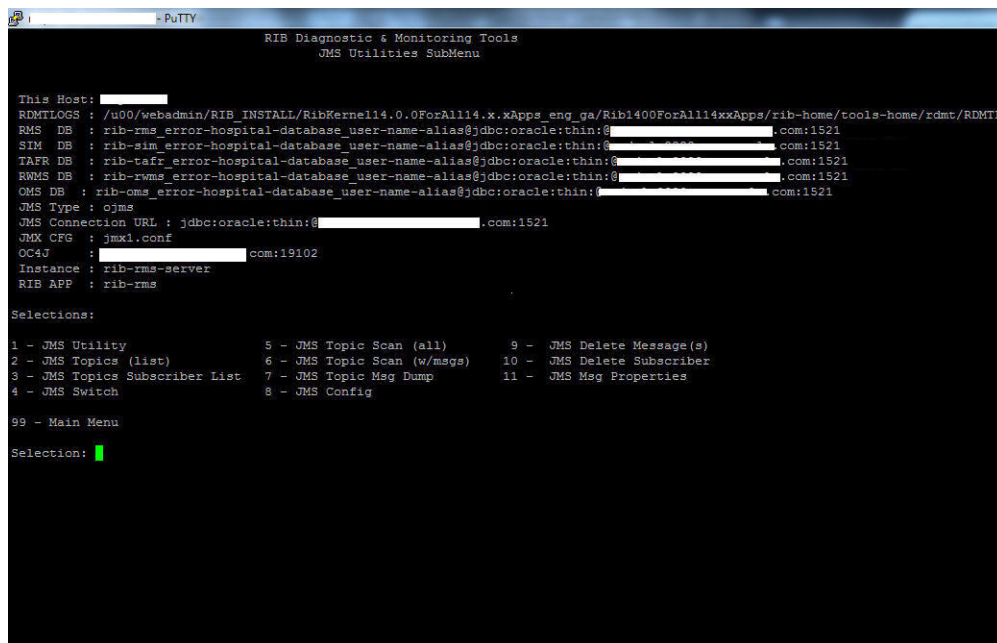 - PuTTY
RIB Diagnostic & Monitoring Tools
JMS Utilities SubMenu
This Host:
RDMTLOGS : /u00/webadmin/RIB_INSTALL/RibKernel14.0.0ForAll14.x.xApps_eng_ga/Rib1400ForAll14xxApps/rib-home/tools-home/rdmt/RDMT
RMS  DB  : rib-rms_error-hospital-database_user-name-alias@jdbc:oracle:thin:@ .com:1521
SIM  DB  : rib-sim_error-hospital-database_user-name-alias@jdbc:oracle:thin:@ .com:1521
TAFR DB  : rib-tafr_error-hospital-database_user-name-alias@jdbc:oracle:thin:@ .com:1521
RWMS DB  : rib-rwms_error-hospital-database_user-name-alias@jdbc:oracle:thin:@ .com:1521
OMS DB  : rib-oms_error-hospital-database_user-name-alias@jdbc:oracle:thin:@ .com:1521
JMS Type : ojms
JMS Connection URL : jdbc:oracle:thin:@ .com:1521
JMX CFG  : jmx1.conf
OC4J     : com:19102
Instance : rib-rms-server
RIB APP  : rib-rms
Selections:
1 - JMS Utility 5 - JMS Topic Scan (all) 9 - JMS Delete Message(s)
2 - JMS Topics (list) 6 - JMS Topic Scan (w/msgs) 10 - JMS Delete Subscriber
3 - JMS Topics Subscriber List 7 - JMS Topic Msg Dump 11 - JMS Msg Properties
4 - JMS Switch 8 - JMS Config
99 - Main Menu
Selection: